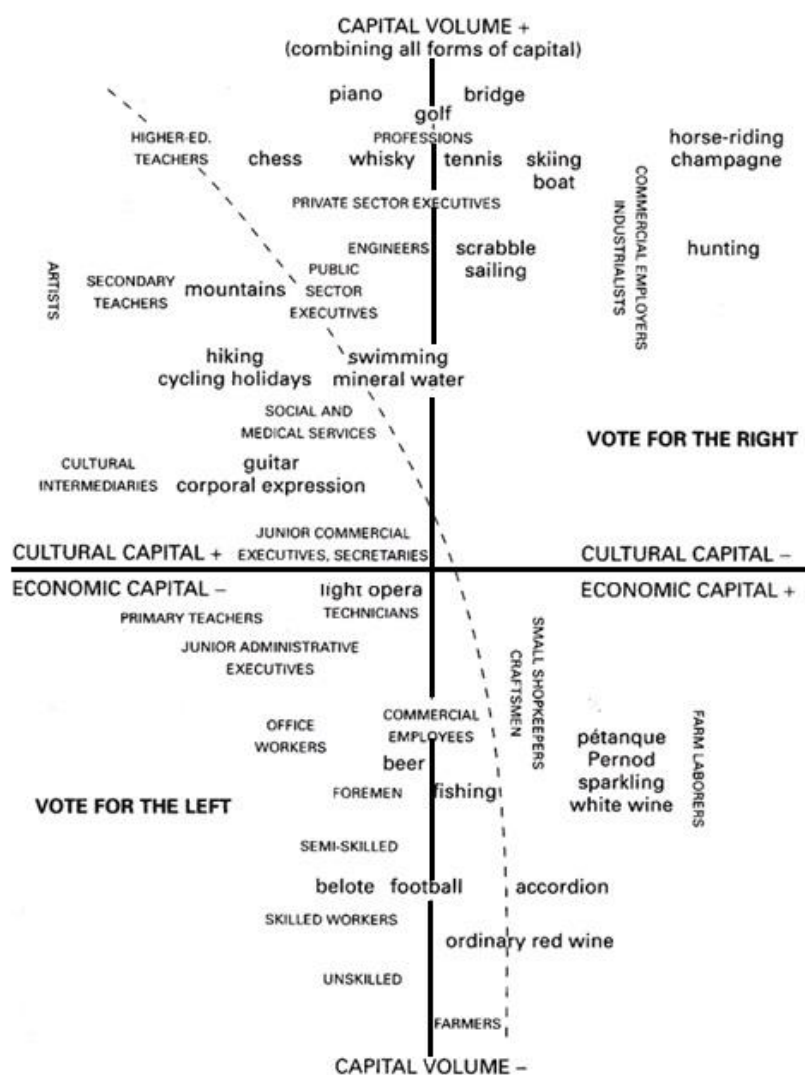 CAPITAL VOLUME +
(combining all forms of capital)
piano bridge
golf
HIGHER-ED. PROFESSIONS horse-riding
TEACHERS chess whisky tennis skiing champagne
boat
PRIVATE SECTOR EXECUTIVES
COMMERCIAL EMPLOYERS
INDUSTRIALISTS
ENGINEERS scrabble hunting
sailing
ARTISTS
SECONDARY PUBLIC
TEACHERS mountains SECTOR
EXECUTIVES
hiking swimming
cycling holidays mineral water
SOCIAL AND
MEDICAL SERVICES
VOTE FOR THE RIGHT
CULTURAL guitar
INTERMEDIARIES corporal expression
JUNIOR COMMERCIAL
CULTURAL CAPITAL + EXECUTIVES, SECRETARIES CULTURAL CAPITAL –
ECONOMIC CAPITAL – light opera ECONOMIC CAPITAL +
PRIMARY TEACHERS TECHNICIANS
JUNIOR ADMINISTRATIVE
EXECUTIVES
SMALL SHOPKEEPERS
CRAFTSMEN
OFFICE COMMERCIAL
WORKERS EMPLOYEES pétanque
beer Pernod
FARM LABORERS
sparkling
VOTE FOR THE LEFT FOREMEN fishing white wine
SEMI-SKILLED
belote football accordion
SKILLED WORKERS
ordinary red wine
UNSKILLED
FARMERS
CAPITAL VOLUME –